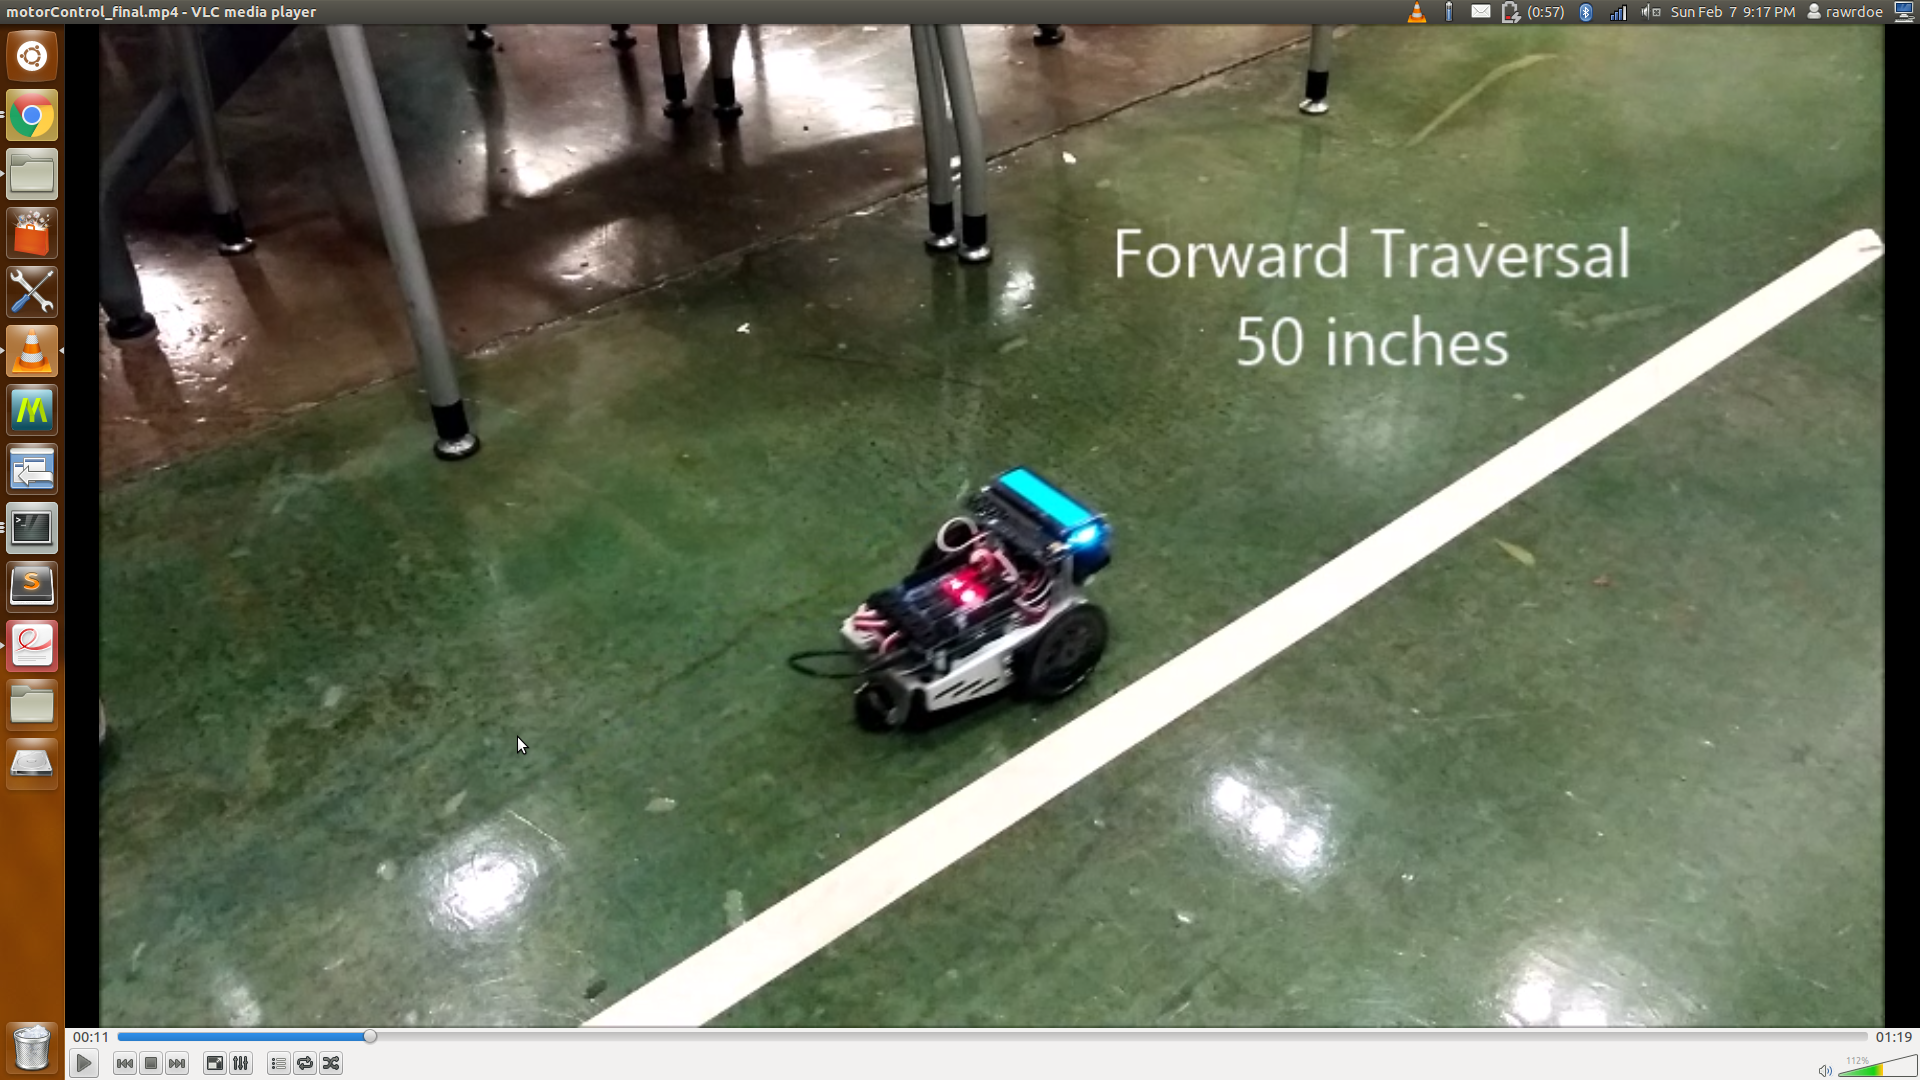 motorControl_final.mp4 - VLC media player
(0:57)
Sun Feb 7 9:17 PM
rawrdoe
Forward Traversal
50 inches
00:11
01:19
112%